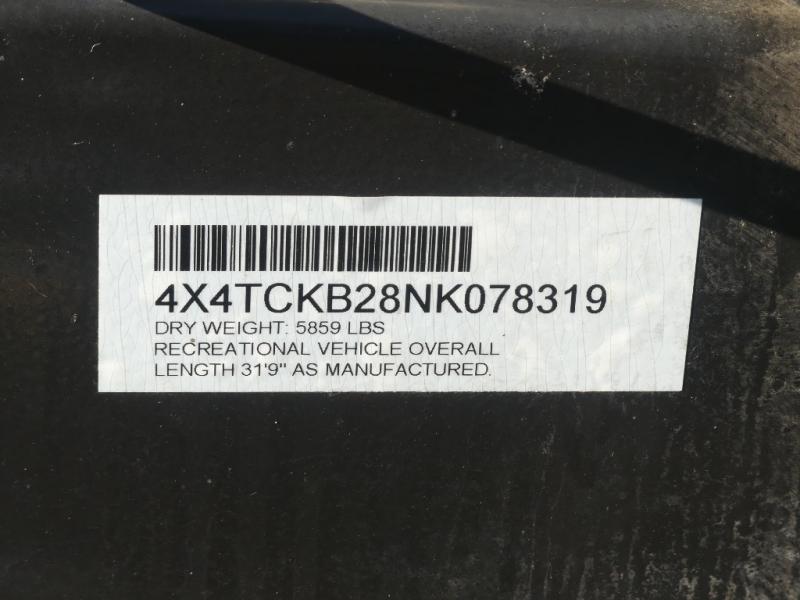 4X4TCKB28NK078319
DRY WEIGHT: 5859 LBS
RECREATIONAL VEHICLE OVERALL
LENGTH 31'9" AS MANUFACTURED.